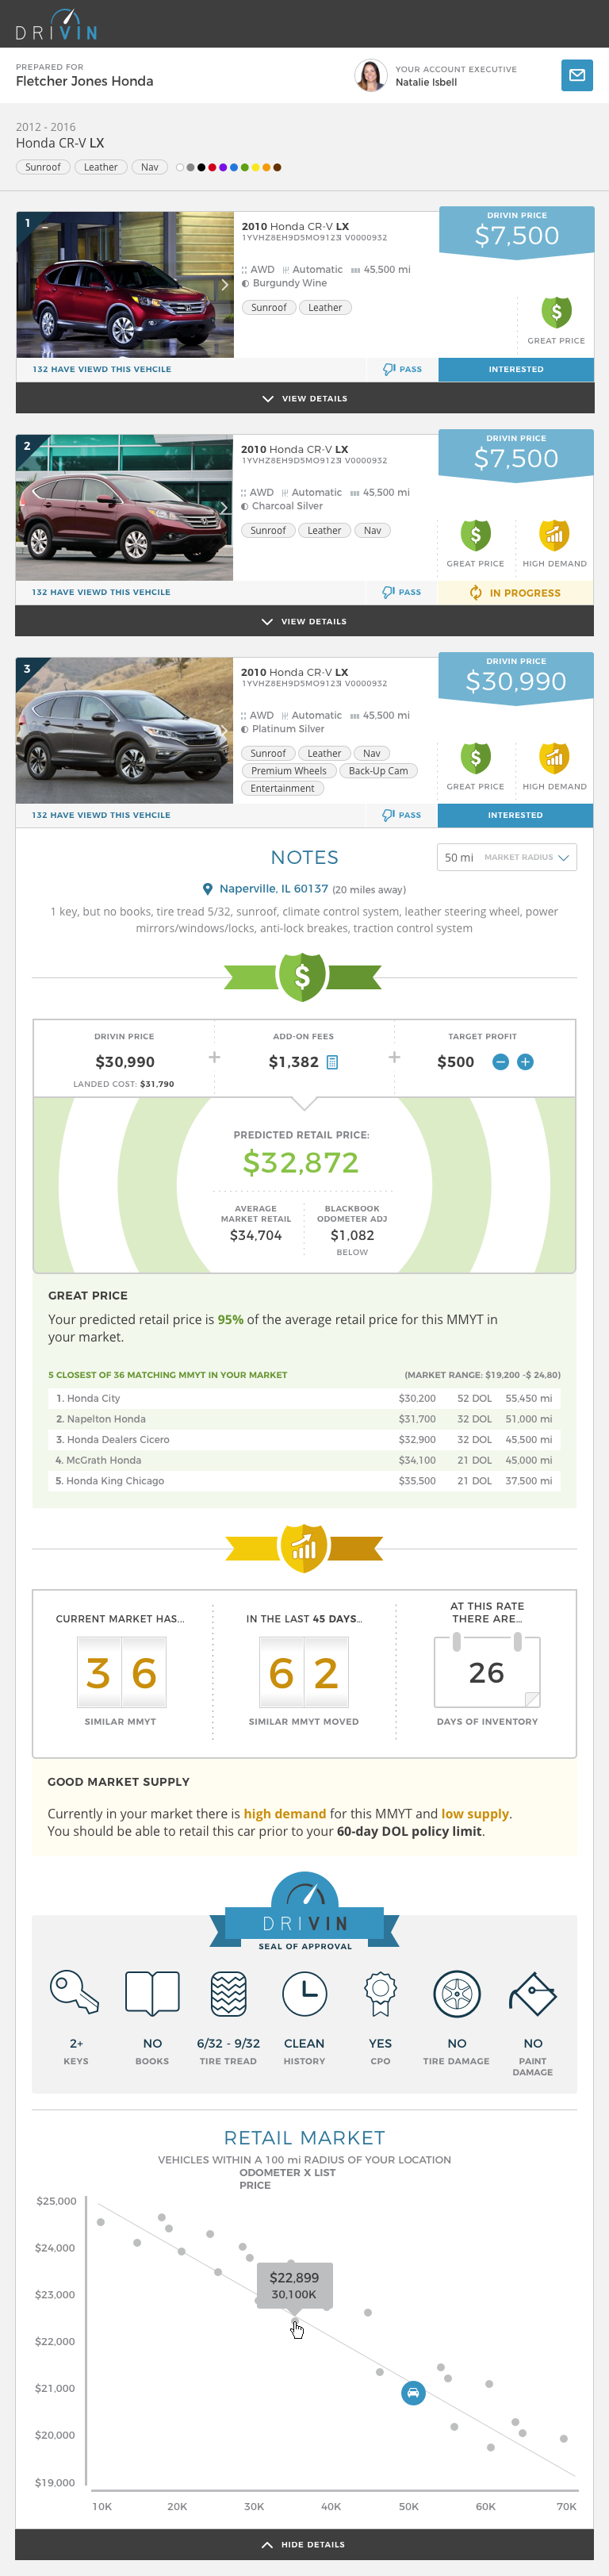 DRIVIN
PREPARED FOR
Fletcher Jones Honda
YOUR ACCOUNT EXECUTIVE
Natalie Isbell
2012 - 2016
Honda CR-V LX
Sunroof Leather Nav
1
2010 Honda CR-V LX
1YVHZ8EH9D5M09123| V0000932
AWD Automatic 45,500 mi
Burgundy Wine
Sunroof Leather
DRIVIN PRICE
$7,500
GREAT PRICE
132 HAVE VIEWD THIS VEHCILE
PASS
INTERESTED
VIEW DETAILS
2
2010 Honda CR-V LX
1YVHZ8EH9D5M09123| V0000932
AWD Automatic 45,500 mi
Charcoal Silver
Sunroof Leather Nav
DRIVIN PRICE
$7,500
GREAT PRICE HIGH DEMAND
132 HAVE VIEWD THIS VEHCILE
PASS
IN PROGRESS
VIEW DETAILS
3
2010 Honda CR-V LX
1YVHZ8EH9D5M09123| V0000932
AWD Automatic 45,500 mi
Platinum Silver
Sunroof Leather Nav
Premium Wheels Back-Up Cam
Entertainment
DRIVIN PRICE
$30,990
GREAT PRICE HIGH DEMAND
132 HAVE VIEWD THIS VEHCILE
PASS
INTERESTED
NOTES
50 mi MARKET RADIUS
Naperville, IL 60137 (20 miles away)
1 key, but no books, tire tread 5/32, sunroof, climate control system, leather steering wheel, power
mirrors/windows/locks, anti-lock breakes, traction control system
$
DRIVIN PRICE
$30,990
LANDED COST: $31,790
+
ADD-ON FEES
$1,382
+
TARGET PROFIT
$500
PREDICTED RETAIL PRICE:
$32,872
AVERAGE
MARKET RETAIL
$34,704
BLACKBOOK
ODOMETER ADJ
$1,082
BELOW
GREAT PRICE
Your predicted retail price is 95% of the average retail price for this MMYT in
your market.
5 CLOSEST OF 36 MATCHING MMYT IN YOUR MARKET (MARKET RANGE: $19,200 -$ 24,80)
1. Honda City $30,200 52 DOL 55,450 mi
2. Napelton Honda $31,700 32 DOL 51,000 mi
3. Honda Dealers Cicero $32,900 32 DOL 45,500 mi
4. McGrath Honda $34,100 21 DOL 45,000 mi
5. Honda King Chicago $35,500 21 DOL 37,500 mi
CURRENT MARKET HAS...
36
SIMILAR MMYT
IN THE LAST 45 DAYS...
62
SIMILAR MMYT MOVED
AT THIS RATE
THERE ARE...
26
DAYS OF INVENTORY
GOOD MARKET SUPPLY
Currently in your market there is high demand for this MMYT and low supply.
You should be able to retail this car prior to your 60-day DOL policy limit.
DRIVIN
SEAL OF APPROVAL
2+
KEYS
NO
BOOKS
6/32 - 9/32
TIRE TREAD
CLEAN
HISTORY
YES
CPO
NO
TIRE DAMAGE
NO
PAINT
DAMAGE
RETAIL MARKET
VEHICLES WITHIN A 100 mi RADIUS OF YOUR LOCATION
ODOMETER X LIST
PRICE
$25,000
$24,000
$23,000
$22,000
$21,000
$20,000
$19,000
$22,899
30,100K
10K 20K 30K 40K 50K 60K 70K
HIDE DETAILS